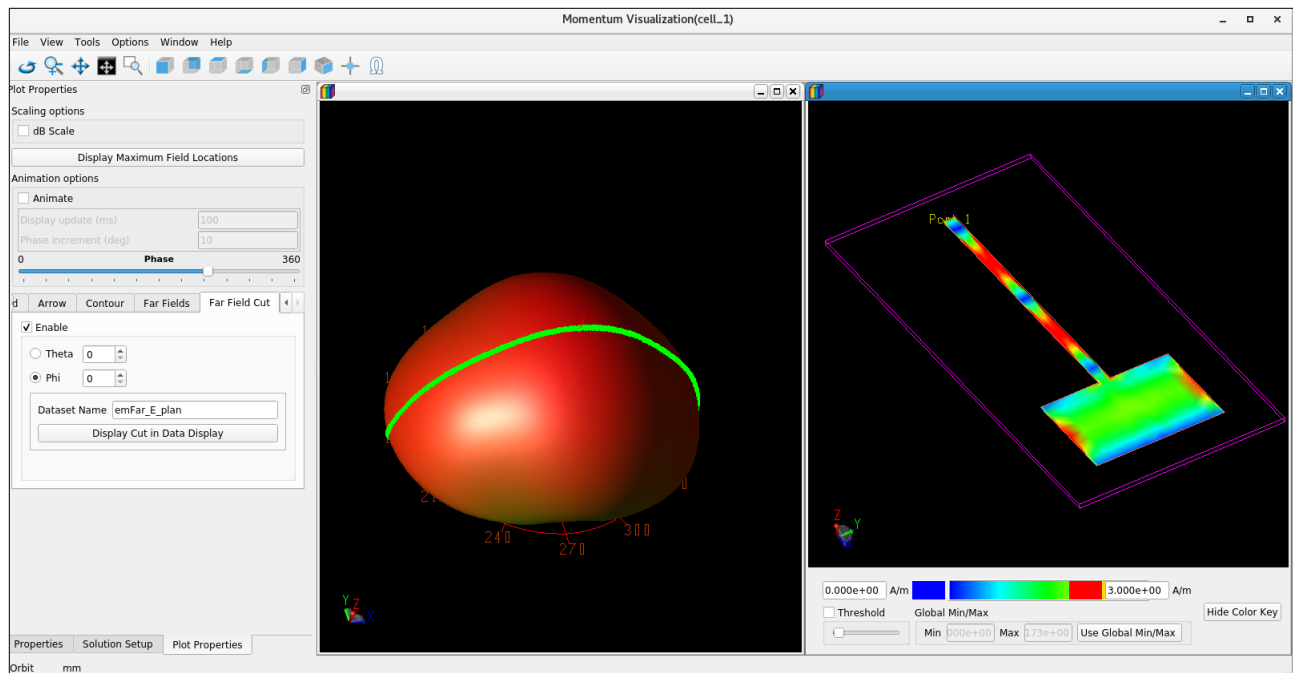 Momentum Visualization(cell_1)
File View Tools Options Window Help
Plot Properties
Scaling options
dB Scale
Display Maximum Field Locations
Animation options
Animate
Display update (ms) 100
Phase increment (deg) 10
0 Phase 360
d Arrow Contour Far Fields Far Field Cut
Enable
Theta 0
Phi 0
Dataset Name emFar_E_plan
Display Cut in Data Display
Properties Solution Setup Plot Properties
Orbit mm
240
270
300
Y Z X
Port 1
Z Y
0.000e+00 A/m 3.000e+00 A/m
Threshold Global Min/Max Hide Color Key
Min 000e+00 Max 173e+00 Use Global Min/Max